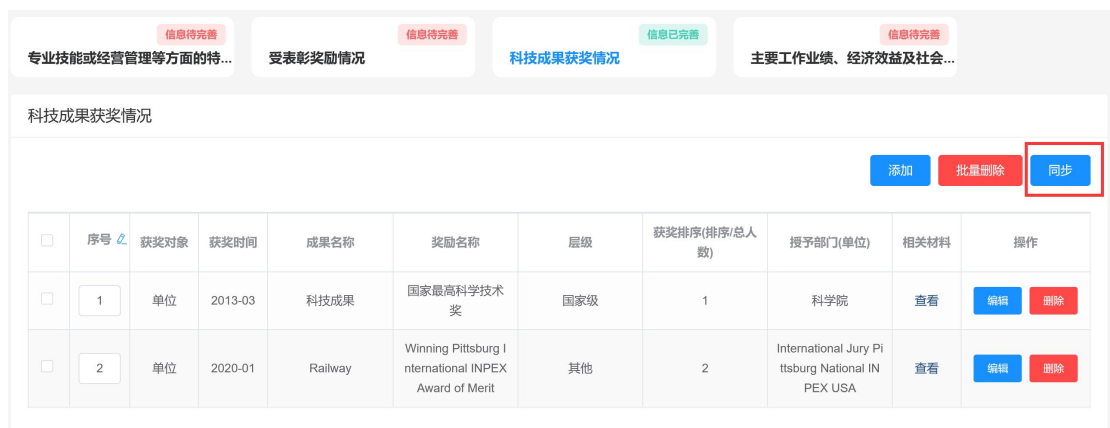 信息待完善
专业技能或经营管理等方面的特...
信息待完善
受表彰奖励情况
信息已完善
科技成果获奖情况
信息待完善
主要工作业绩、经济效益及社会...
科技成果获奖情况
添加
批量删除
同步
序号
获奖对象
获奖时间
成果名称
奖励名称
层级
获奖排序(排序/总人
数)
授予部门(单位)
相关材料
操作
1
单位
2013-03
科技成果
国家最高科学技术
奖
国家级
1
科学院
查看
编辑
删除
2
单位
2020-01
Railway
Winning Pittsburg I
nternational INPEX
Award of Merit
其他
2
International Jury Pi
ttsburg National IN
PEX USA
查看
编辑
删除